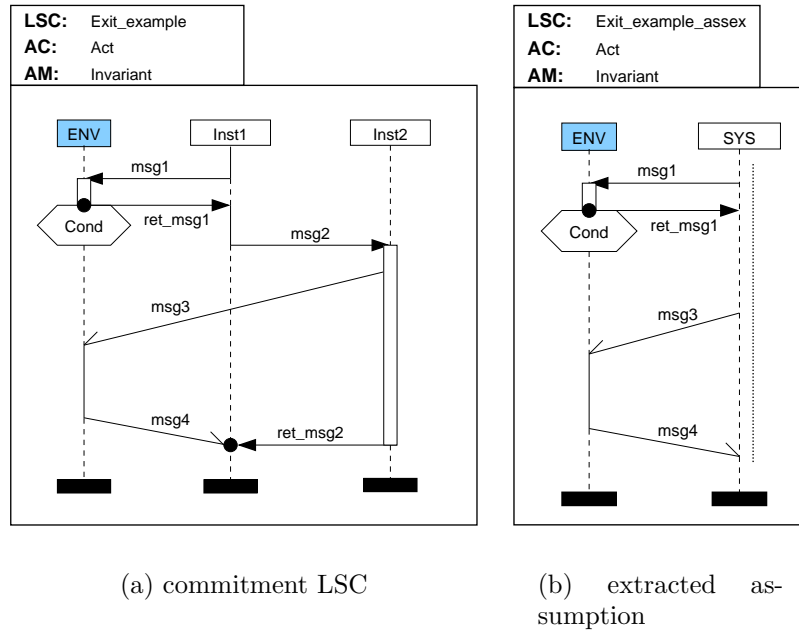 LSC: Exit_example
AC: Act
AM: Invariant
ENV
Inst1
Inst2
msg1
Cond
ret_msg1
msg2
msg3
msg4
ret_msg2
(a) commitment LSC
LSC: Exit_example_assex
AC: Act
AM: Invariant
ENV
SYS
msg1
Cond
ret_msg1
msg3
msg4
(b) extracted as-
sumption